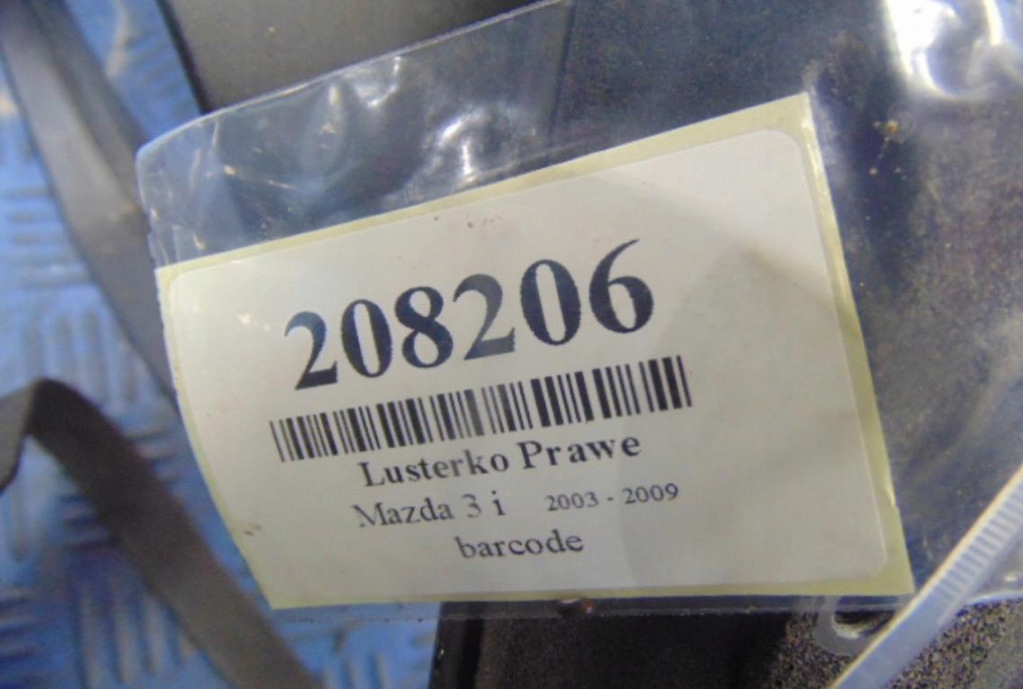 208206
Lusterko Prawe
Mazda 3 i 2003 - 2009
barcode